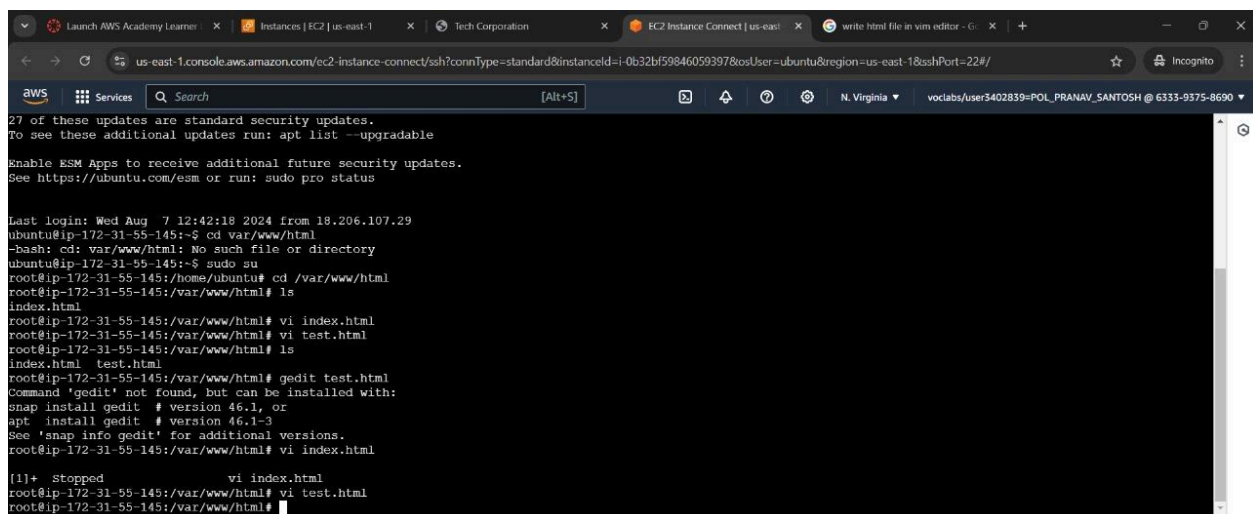 Launch AWS Academy Learner
Instances | EC2 | us-east-1
Tech Corporation
EC2 Instance Connect | us-east
write html file in vim editor - Go
us-east-1.console.aws.amazon.com/ec2-instance-connect/ssh?connType=standard&instanceId=i-0b32bf59846059397&osUser=ubuntu&region=us-east-1&sshPort=22#/
Incognito
aws
Services
Search
[Alt+S]
N. Virginia
voclabs/user3402839=POL_PRANAV_SANTOSH @ 6333-9375-8690
27 of these updates are standard security updates.
To see these additional updates run: apt list --upgradable
Enable ESM Apps to receive additional future security updates.
See https://ubuntu.com/esm or run: sudo pro status
Last login: Wed Aug  7 12:42:18 2024 from 18.206.107.29
ubuntu@ip-172-31-55-145:~$ cd var/www/html
-bash: cd: var/www/html: No such file or directory
ubuntu@ip-172-31-55-145:~$ sudo su
root@ip-172-31-55-145:/home/ubuntu# cd /var/www/html
root@ip-172-31-55-145:/var/www/html# ls
index.html
root@ip-172-31-55-145:/var/www/html# vi index.html
root@ip-172-31-55-145:/var/www/html# vi test.html
root@ip-172-31-55-145:/var/www/html# ls
index.html  test.html
root@ip-172-31-55-145:/var/www/html# gedit test.html
Command 'gedit' not found, but can be installed with:
snap install gedit  # version 46.1, or
apt  install gedit  # version 46.1-3
See 'snap info gedit' for additional versions.
root@ip-172-31-55-145:/var/www/html# vi index.html
[1]+  Stopped                 vi index.html
root@ip-172-31-55-145:/var/www/html# vi test.html
root@ip-172-31-55-145:/var/www/html#